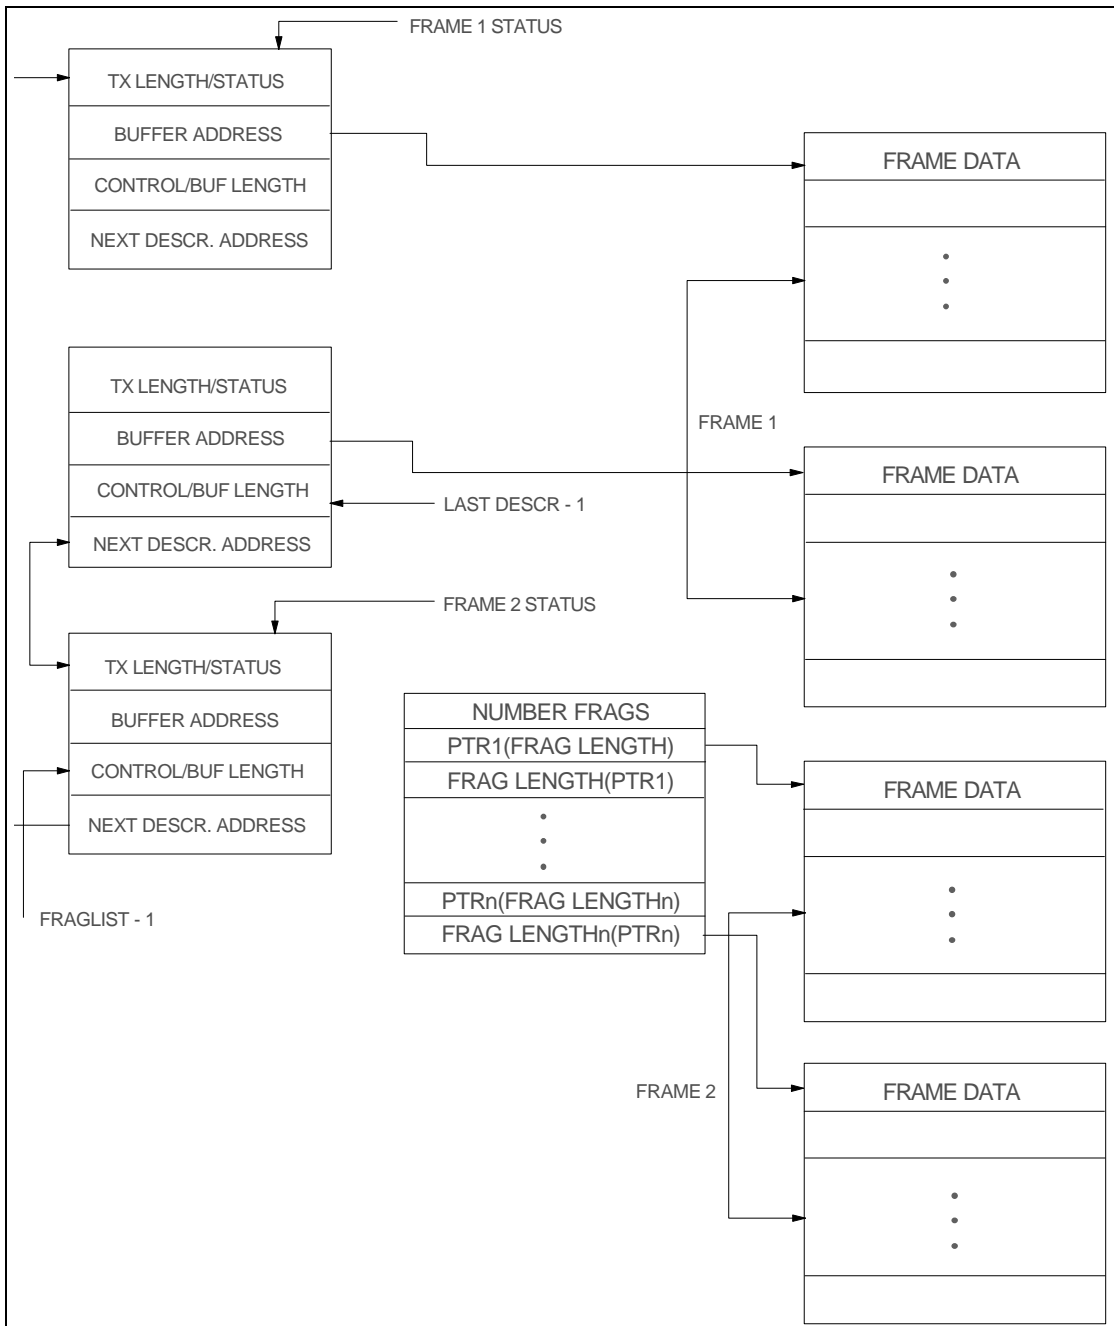 FRAME 1 STATUS
TX LENGTH/STATUS
BUFFER ADDRESS
CONTROL/BUF LENGTH
NEXT DESCR. ADDRESS
FRAME DATA
TX LENGTH/STATUS
BUFFER ADDRESS
CONTROL/BUF LENGTH
NEXT DESCR. ADDRESS
FRAME 1
LAST DESCR - 1
FRAME DATA
FRAME 2 STATUS
TX LENGTH/STATUS
BUFFER ADDRESS
CONTROL/BUF LENGTH
NEXT DESCR. ADDRESS
FRAGLIST - 1
NUMBER FRAGS
PTR1(FRAG LENGTH)
FRAG LENGTH(PTR1)
PTRn(FRAG LENGTHn)
FRAG LENGTHn(PTRn)
FRAME DATA
FRAME 2
FRAME DATA